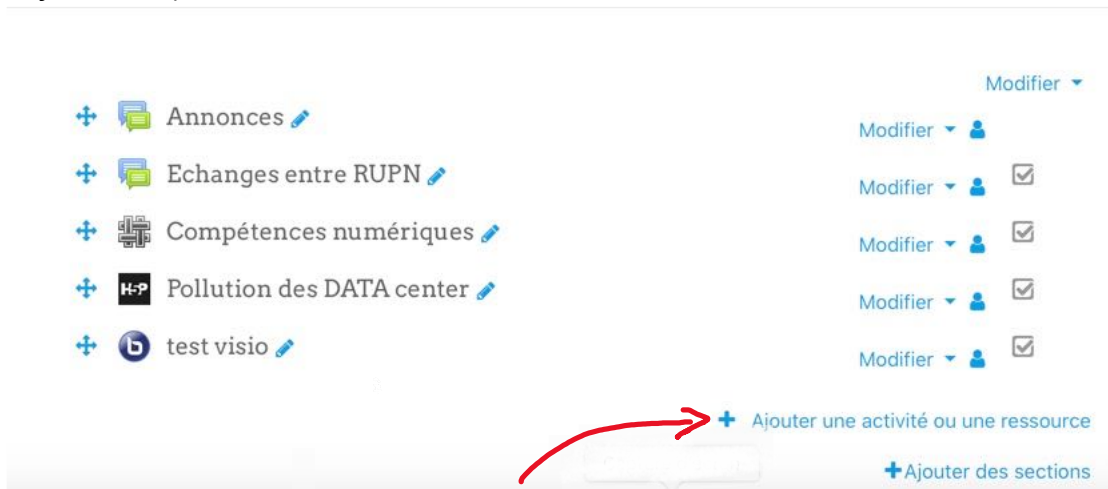 Modifier
Annonces
Modifier
Echanges entre RUPN
Modifier
Compétences numériques
Modifier
H-P Pollution des DATA center
Modifier
b test visio
Modifier
+ Ajouter une activité ou une ressource
+Ajouter des sections